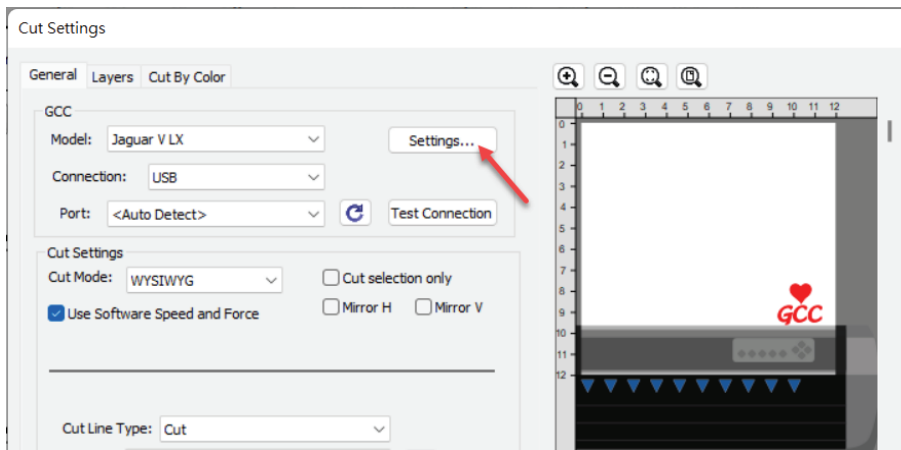 Cut Settings
General Layers Cut By Color
GCC
Model: Jaguar V LX Settings...
Connection: USB
Port: <Auto Detect> Test Connection
Cut Settings
Cut Mode: WYSIWYG Cut selection only
Use Software Speed and Force Mirror H Mirror V
Cut Line Type: Cut
0 1 2 3 4 5 6 7 8 9 10 11 12
0
1
2
3
4
5
6
7
8
9
10
11
12
GCC